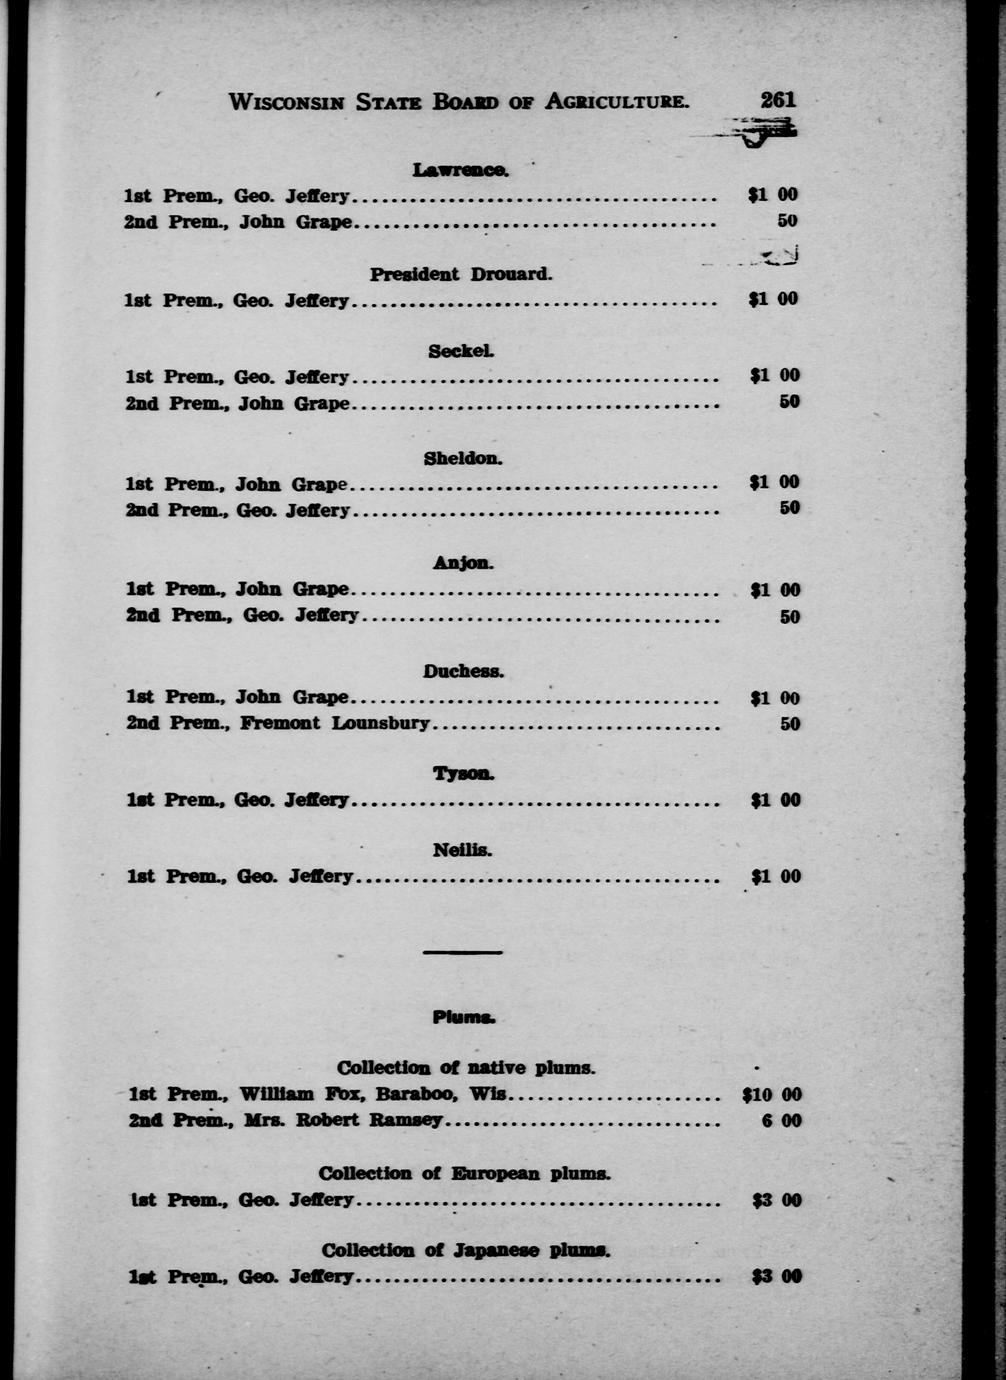 WISCONSIN STATE BOARD OF AGRICULTURE. 261
Lawrence.
1st Prem., Geo. Jeffery...................................... $1 00
2nd Prem., John Grape...................................... 50
President Drouard.
1st Prem., Geo. Jeffery...................................... $1 00
Seckel.
1st Prem., Geo. Jeffery...................................... $1 00
2nd Prem., John Grape...................................... 50
Sheldon.
1st Prem., John Grape...................................... $1 00
2nd Prem., Geo. Jeffery...................................... 50
Anjon.
1st Prem., John Grape...................................... $1 00
2nd Prem., Geo. Jeffery...................................... 50
Duchess.
1st Prem., John Grape...................................... $1 00
2nd Prem., Fremont Lounsbury.............................. 50
Tyson.
1st Prem., Geo. Jeffery...................................... $1 00
Neilis.
1st Prem., Geo. Jeffery...................................... $1 00
Plums.
Collection of native plums.
1st Prem., William Fox, Baraboo, Wis...................... $10 00
2nd Prem., Mrs. Robert Ramsey............................. 6 00
Collection of European plums.
1st Prem., Geo. Jeffery...................................... $3 00
Collection of Japanese plums.
1st Prem., Geo. Jeffery...................................... $3 00